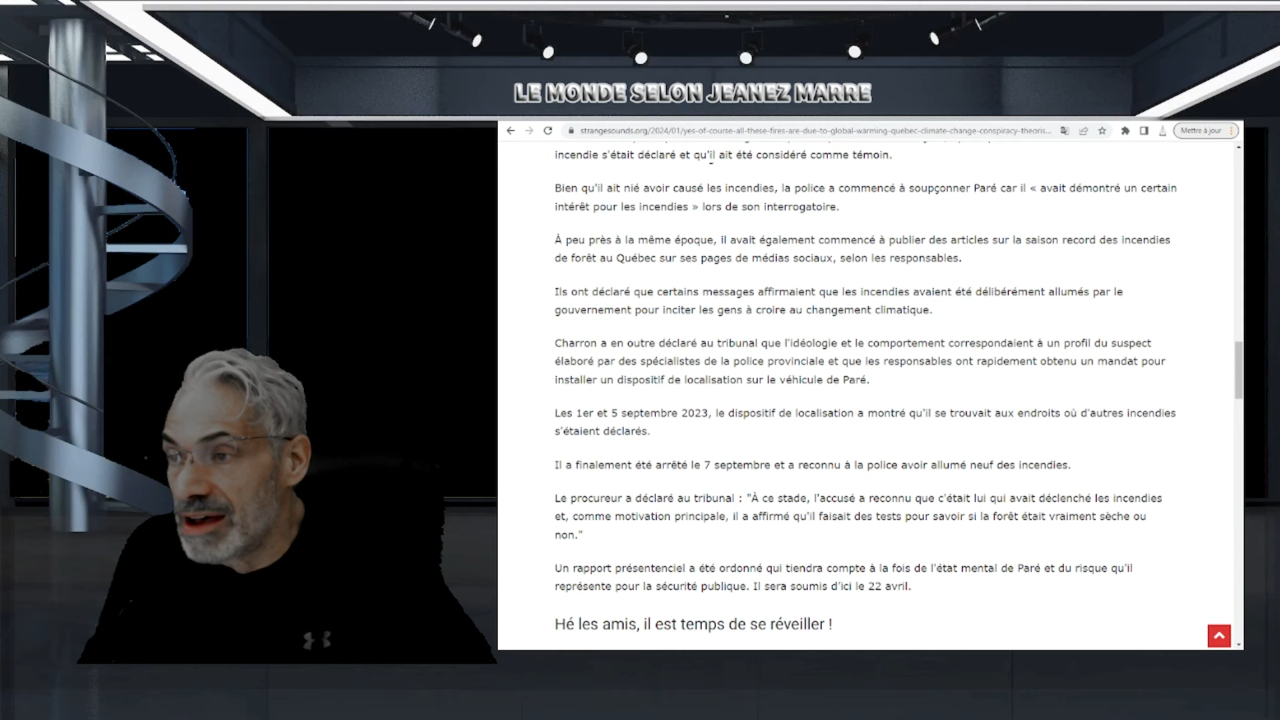 LE MONDE SELON JEANEZ MARRE
strangesounds.org/2024/01/yes-of-course-all-these-fires-are-due-to-global-warming-quebec-climate-change-conspiracy-theoris...
Mettre à jour
incendie s'était déclaré et qu'il ait été considéré comme témoin.
Bien qu'il ait nié avoir causé les incendies, la police a commencé à soupçonner Paré car il « avait démontré un certain
intérêt pour les incendies » lors de son interrogatoire.
À peu près à la même époque, il avait également commencé à publier des articles sur la saison record des incendies
de forêt au Québec sur ses pages de médias sociaux, selon les responsables.
Ils ont déclaré que certains messages affirmaient que les incendies avaient été délibérément allumés par le
gouvernement pour inciter les gens à croire au changement climatique.
Charron a en outre déclaré au tribunal que l'idéologie et le comportement correspondaient à un profil du suspect
élaboré par des spécialistes de la police provinciale et que les responsables ont rapidement obtenu un mandat pour
installer un dispositif de localisation sur le véhicule de Paré.
Les 1er et 5 septembre 2023, le dispositif de localisation a montré qu'il se trouvait aux endroits où d'autres incendies
s'étaient déclarés.
Il a finalement été arrêté le 7 septembre et a reconnu à la police avoir allumé neuf des incendies.
Le procureur a déclaré au tribunal : "À ce stade, l'accusé a reconnu que c'était lui qui avait déclenché les incendies
et, comme motivation principale, il a affirmé qu'il faisait des tests pour savoir si la forêt était vraiment sèche ou
non."
Un rapport présentenciel a été ordonné qui tiendra compte à la fois de l'état mental de Paré et du risque qu'il
représente pour la sécurité publique. Il sera soumis d'ici le 22 avril.
Hé les amis, il est temps de se réveiller !